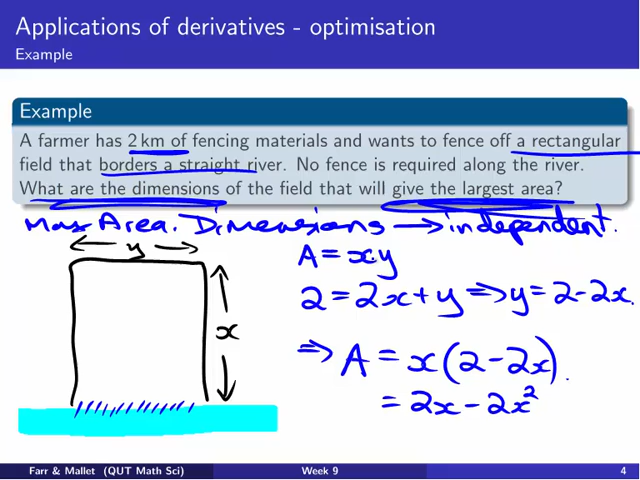 Applications of derivatives - optimisation
Example
Example
A farmer has 2 km of fencing materials and wants to fence off a rectangular
field that borders a straight river. No fence is required along the river.
What are the dimensions of the field that will give the largest area?
Max Area. Dimensions → independent.
y
A = x.y
2 = 2x + y ⇒ y = 2 - 2x.
x
⇒ A = x(2 - 2x).
= 2x - 2x²
Farr & Mallet (QUT Math Sci) Week 9 4